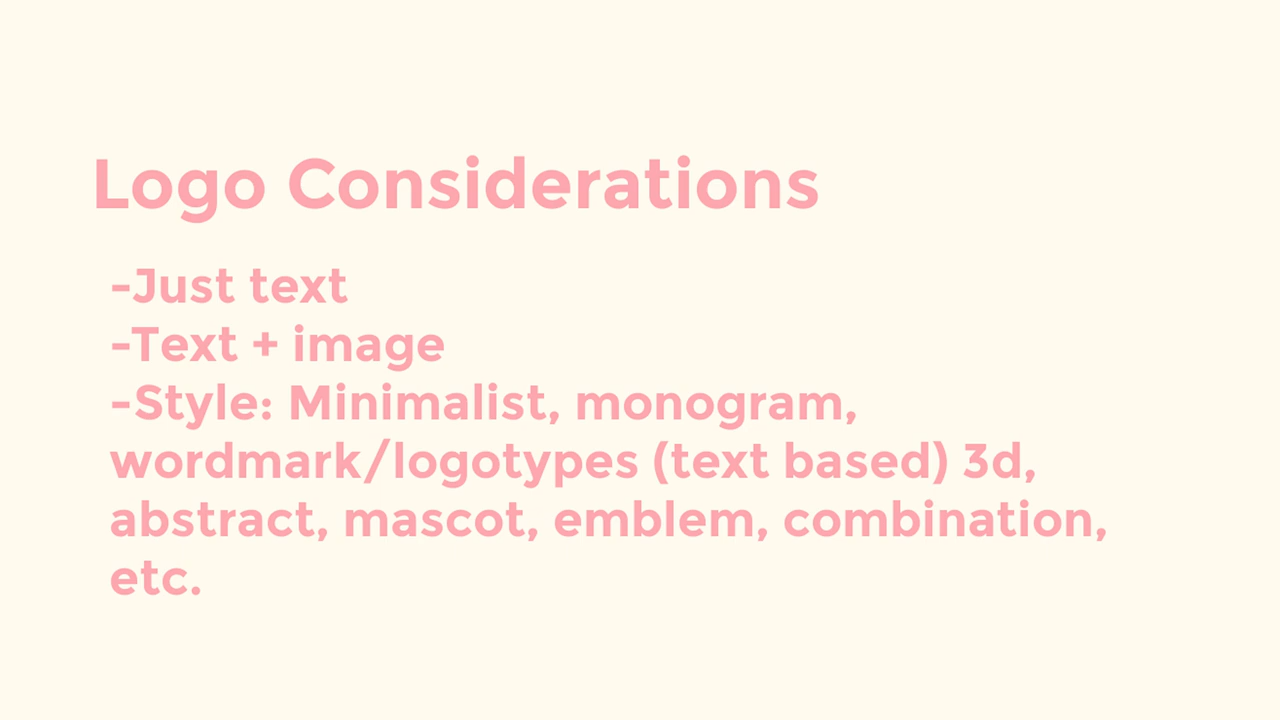 Logo Considerations
-Just text
-Text + image
-Style: Minimalist, monogram,
wordmark/logotypes (text based) 3d,
abstract, mascot, emblem, combination,
etc.